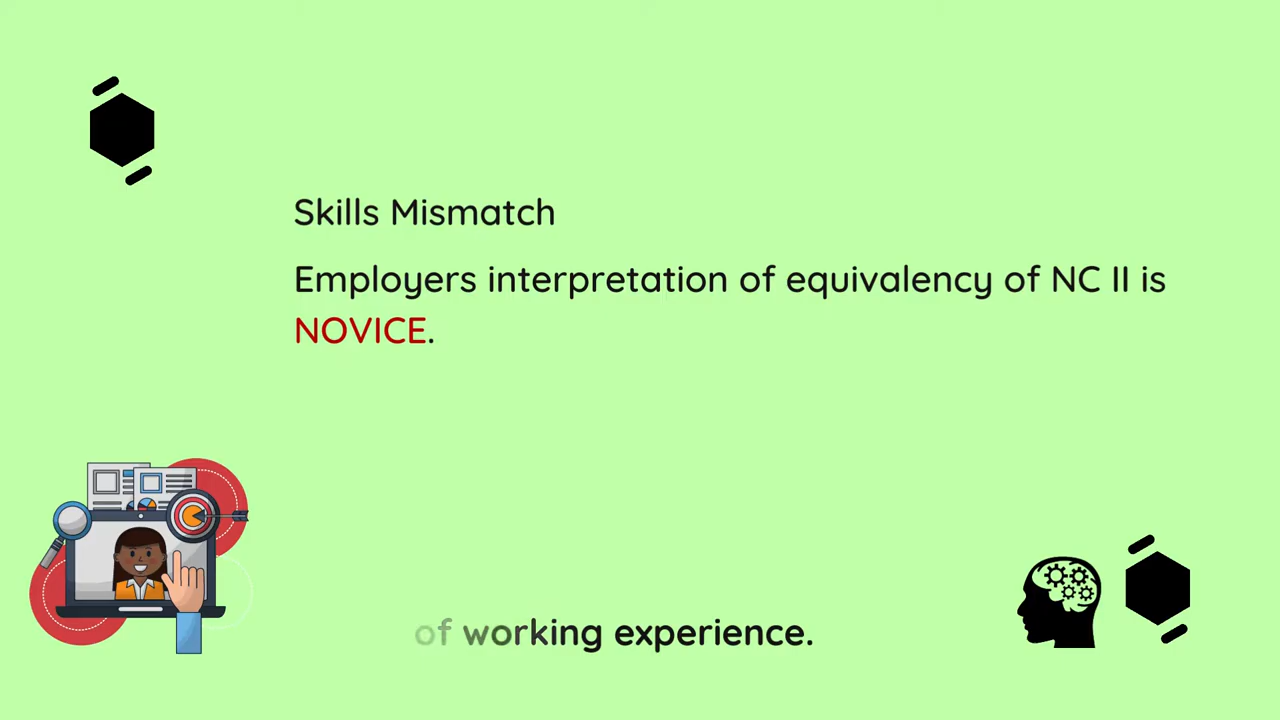 Skills Mismatch
Employers interpretation of equivalency of NC II is
NOVICE.
of working experience.